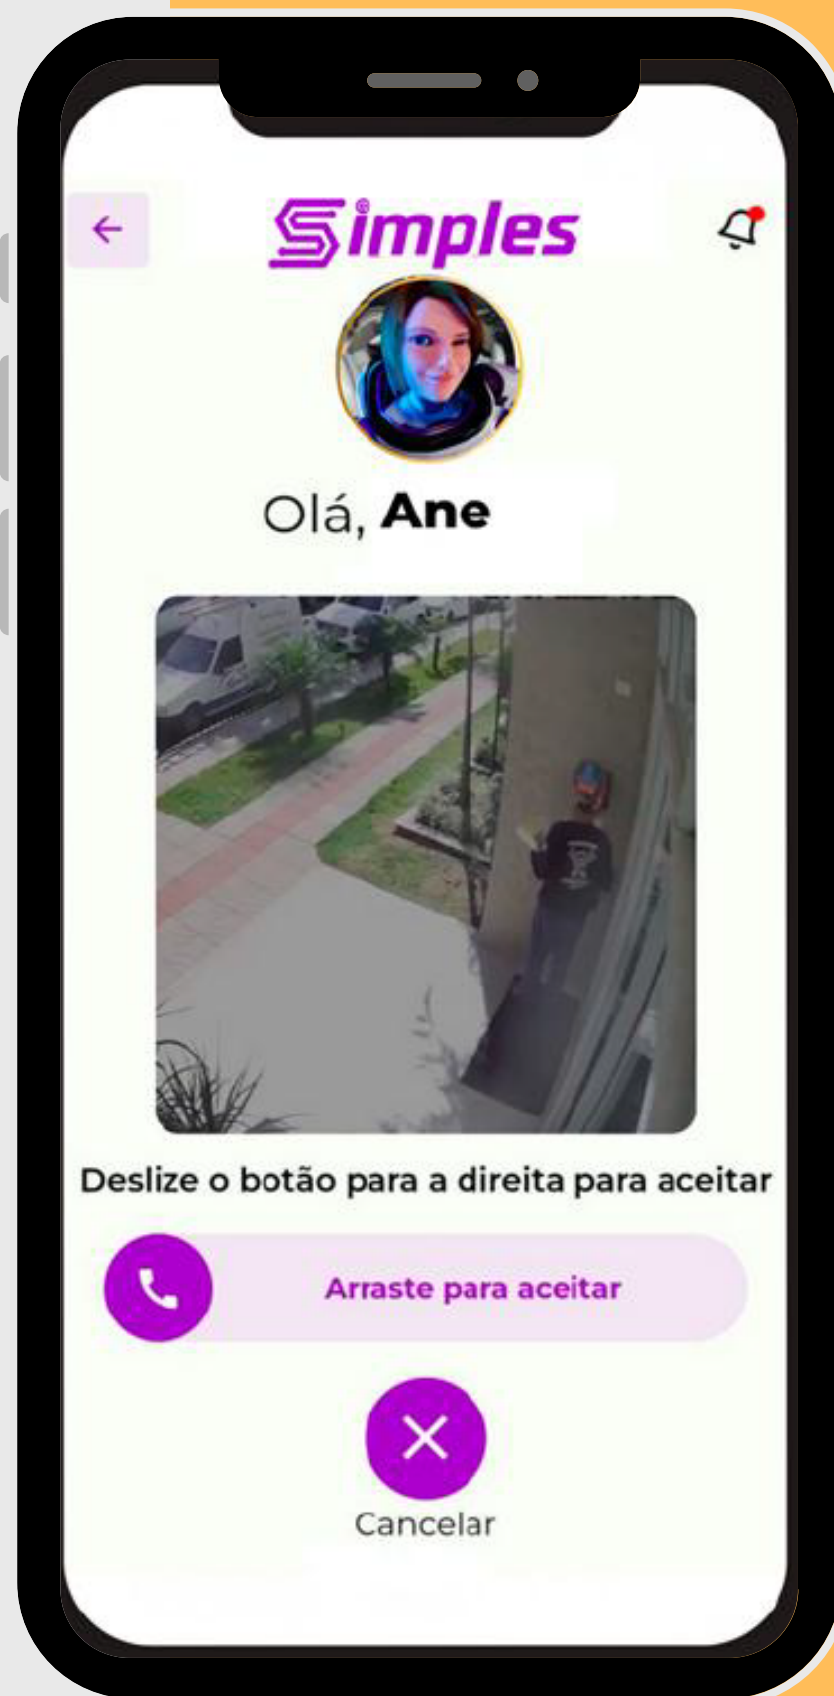 Simples
Olá, Ane
Deslize o botão para a direita para aceitar
Arraste para aceitar
Cancelar